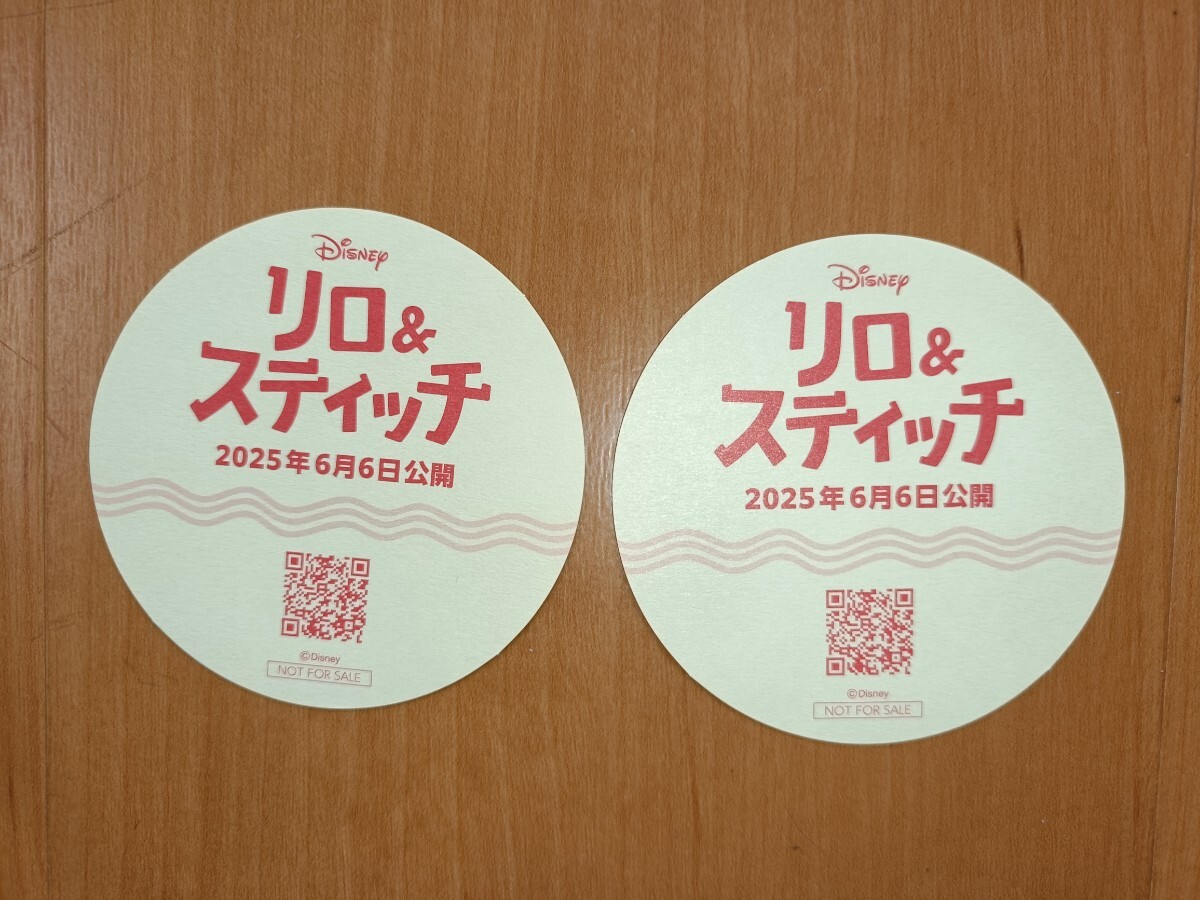 Disney
リロ&
スティッチ
2025年6月6日公開
©Disney
NOT FOR SALE
Disney
リロ&
スティッチ
2025年6月6日公開
©Disney
NOT FOR SALE